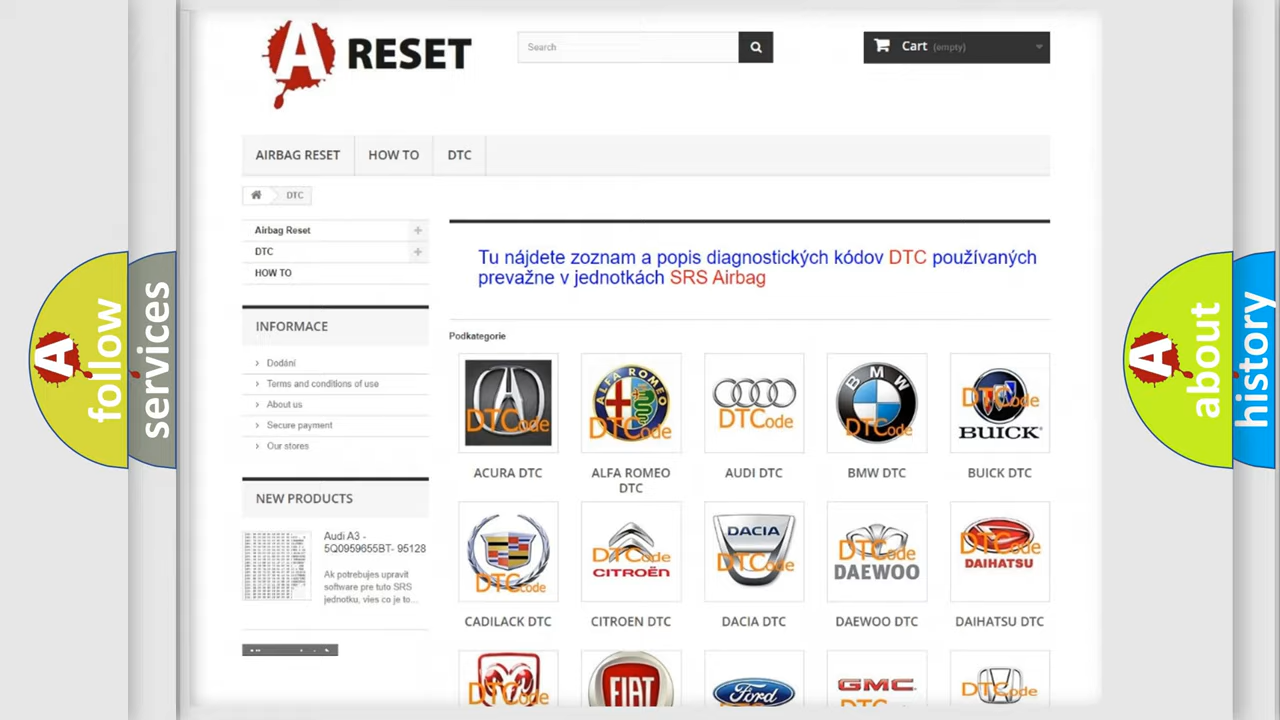 A RESET
Search
Cart (empty)
AIRBAG RESET
HOW TO
DTC
DTC
Airbag Reset
DTC
HOW TO
INFORMACE
Dodání
Terms and conditions of use
About us
Secure payment
Our stores
NEW PRODUCTS
Audi A3 -
5Q0959655BT- 95128
Ak potrebujes upravit
software pre tuto SRS
jednotku, vies co je to...
Tu nájdete zoznam a popis diagnostických kódov DTC používaných
prevažne v jednotkách SRS Airbag
Podkategorie
DTCode
ALFA ROMEO
DTCode
DTCode
BMW
DTCode
DTCode
BUICK
ACURA DTC
ALFA ROMEO
DTC
AUDI DTC
BMW DTC
BUICK DTC
DTCode
DTCode
CITROËN
DACIA
DTCode
DTCode
DAEWOO
DTCode
DAIHATSU
CADILACK DTC
CITROEN DTC
DACIA DTC
DAEWOO DTC
DAIHATSU DTC
DTCode
FIAT
Ford
GMC
DTCode
A follow
services
A about
history